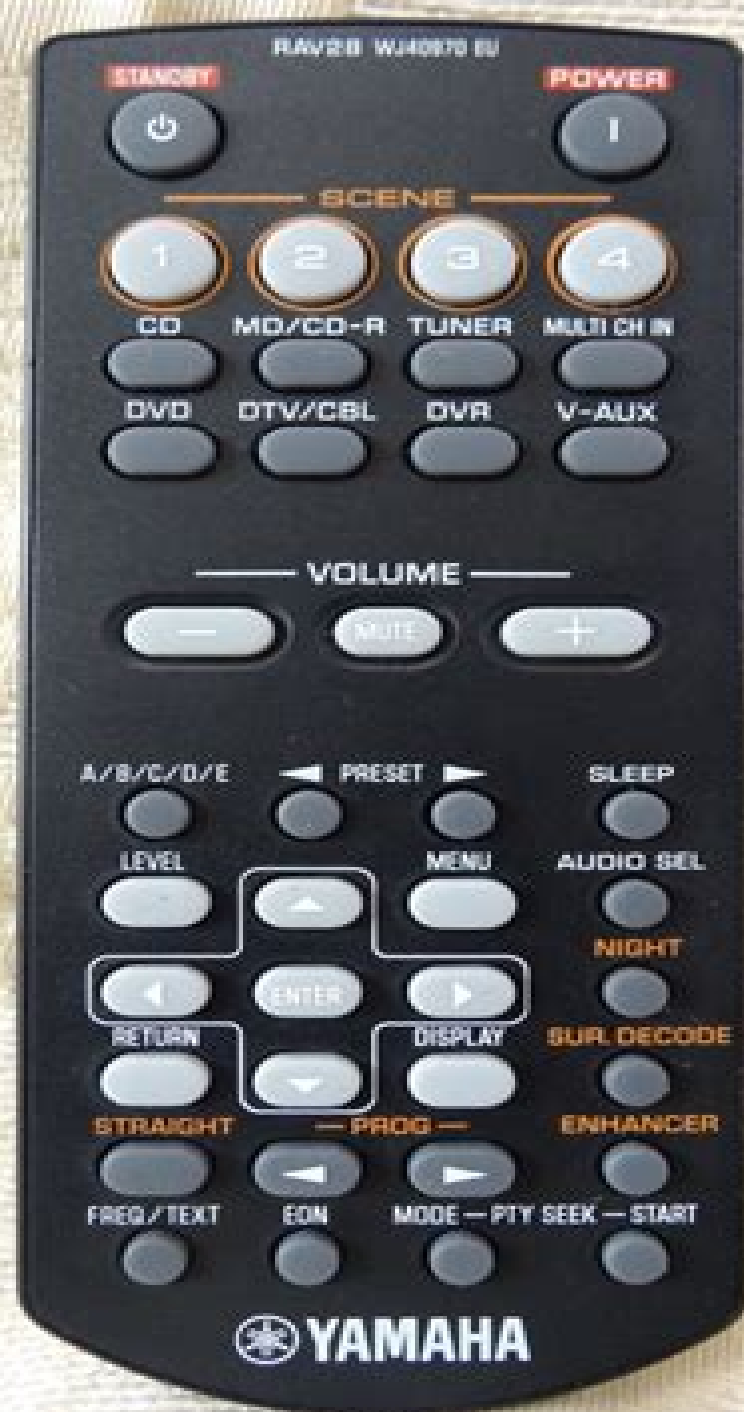 RAV28 WJ40970 EU
STANDBY POWER
SCENE
1 2 3 4
CD MD/CD-R TUNER MULTI CH IN
DVD DTV/CBL DVR V-AUX
VOLUME
– MUTE +
A/B/C/D/E PRESET SLEEP
LEVEL MENU AUDIO SEL
NIGHT
ENTER
RETURN DISPLAY SUR. DECODE
STRAIGHT PROG ENHANCER
FREQ/TEXT EON MODE — PTY SEEK — START
YAMAHA